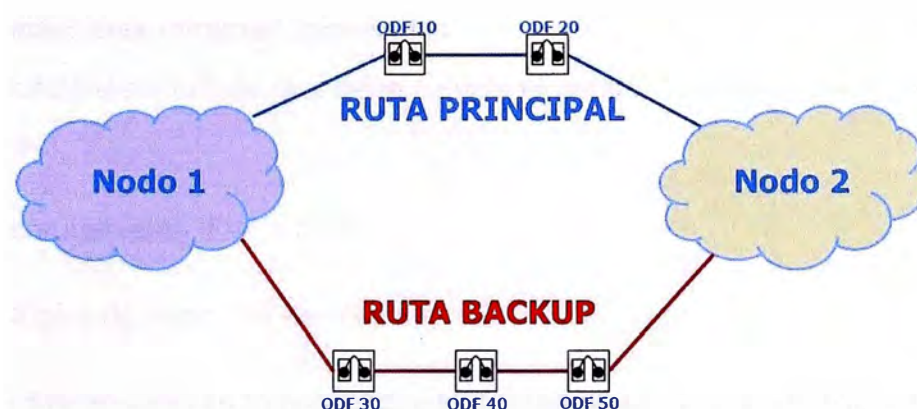 ODF 10 ODF 20
RUTA PRINCIPAL
Nodo 1 Nodo 2
RUTA BACKUP
ODF 30 ODF 40 ODF 50